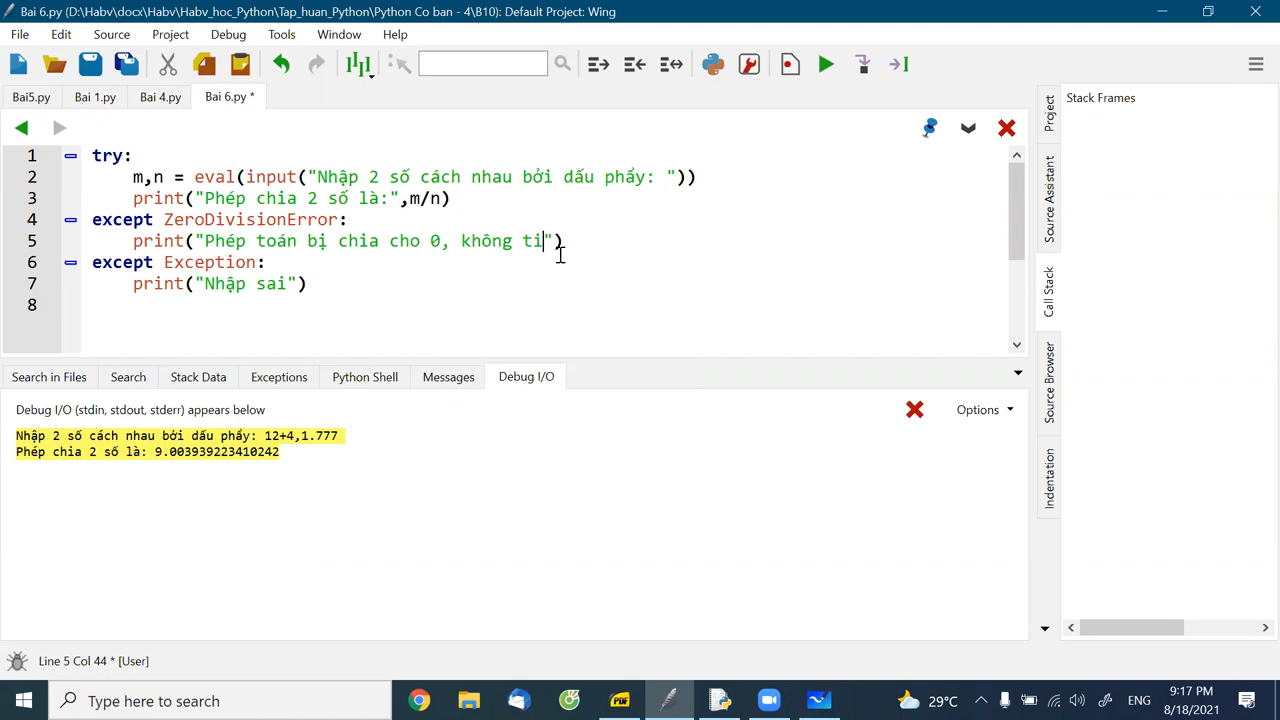 Bai 6.py (D:\Habv\docx\Habv\Habv_hoc_Python\Tap_huan_Python\Python Co ban - 4\B10): Default Project: Wing
File Edit Source Project Debug Tools Window Help
Bai5.py Bai 1.py Bai 4.py Bai 6.py *
Stack Frames
1 try:
2 m,n = eval(input("Nhập 2 số cách nhau bởi dấu phẩy: "))
3 print("Phép chia 2 số là:",m/n)
4 except ZeroDivisionError:
5 print("Phép toán bị chia cho 0, không ti")
6 except Exception:
7 print("Nhập sai")
8
Project
Source Assistant
Call Stack
Source Browser
Indentation
Search in Files Search Stack Data Exceptions Python Shell Messages Debug I/O
Debug I/O (stdin, stdout, stderr) appears below
Options
Nhập 2 số cách nhau bởi dấu phẩy: 12+4,1.777
Phép chia 2 số là: 9.003939223410242
Line 5 Col 44 * [User]
Type here to search
PDF
29°C
ENG
9:17 PM
8/18/2021